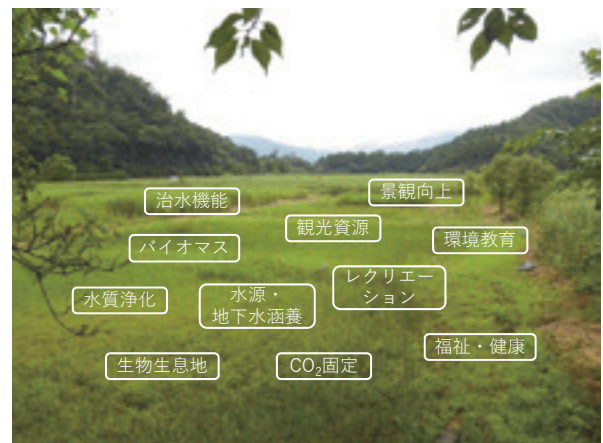 治水機能
景観向上
観光資源
環境教育
バイオマス
レクリエー
ション
水質浄化
水源・
地下水涵養
福祉・健康
生物生息地
CO₂固定